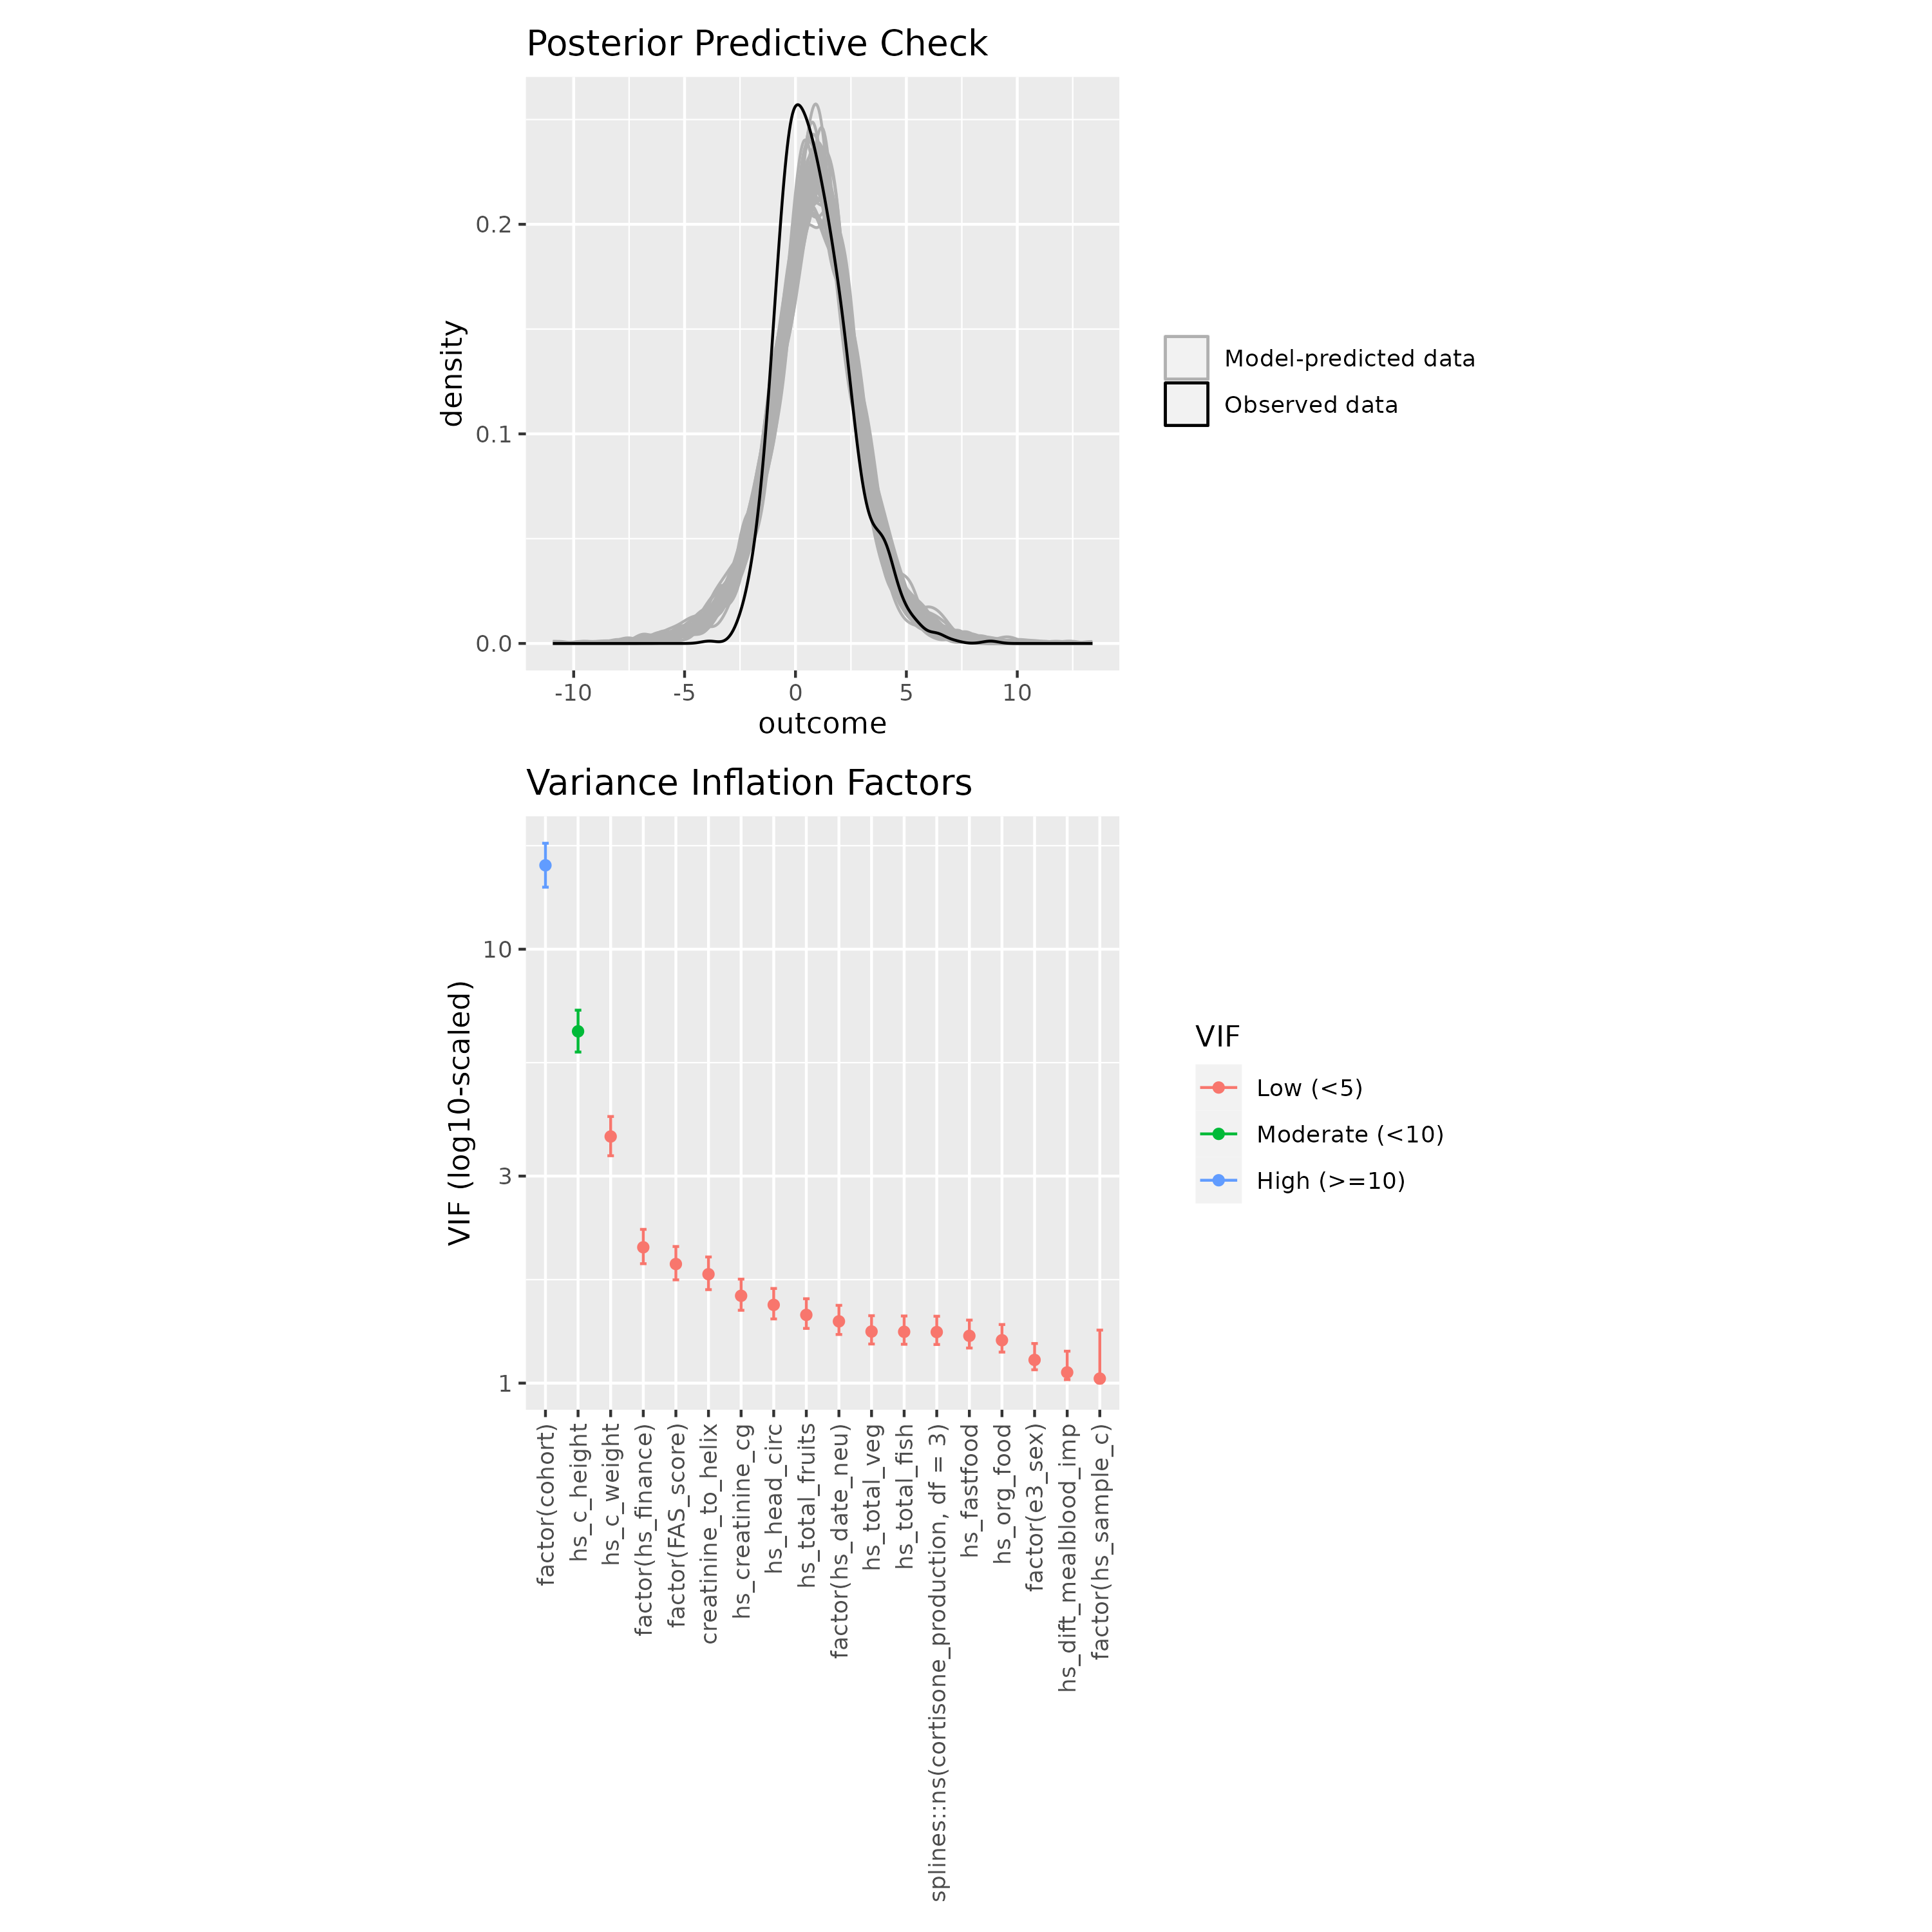 Posterior Predictive Check
density
0.2
0.1
0.0
-10
-5
0
5
10
outcome
Model-predicted data
Observed data
Variance Inflation Factors
VIF (log10-scaled)
10
3
1
factor(cohort)
hs_c_height
hs_c_weight
factor(hs_finance)
factor(FAS_score)
creatinine_to_helix
hs_creatinine_cg
hs_head_circ
hs_total_fruits
factor(hs_date_neu)
hs_total_veg
hs_total_fish
splines::ns(cortisone_production, df = 3)
hs_fastfood
hs_org_food
factor(e3_sex)
hs_dift_mealblood_imp
factor(hs_sample_c)
VIF
Low (<5)
Moderate (<10)
High (>=10)